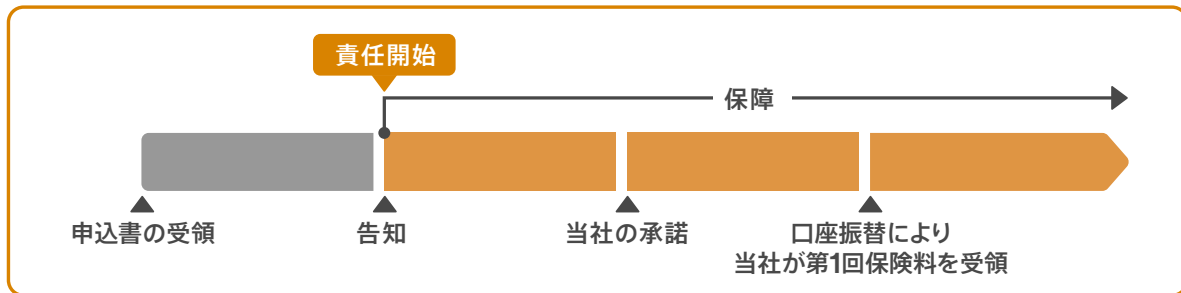 責任開始
保障
申込書の受領
告知
当社の承諾
口座振替により
当社が第1回保険料を受領